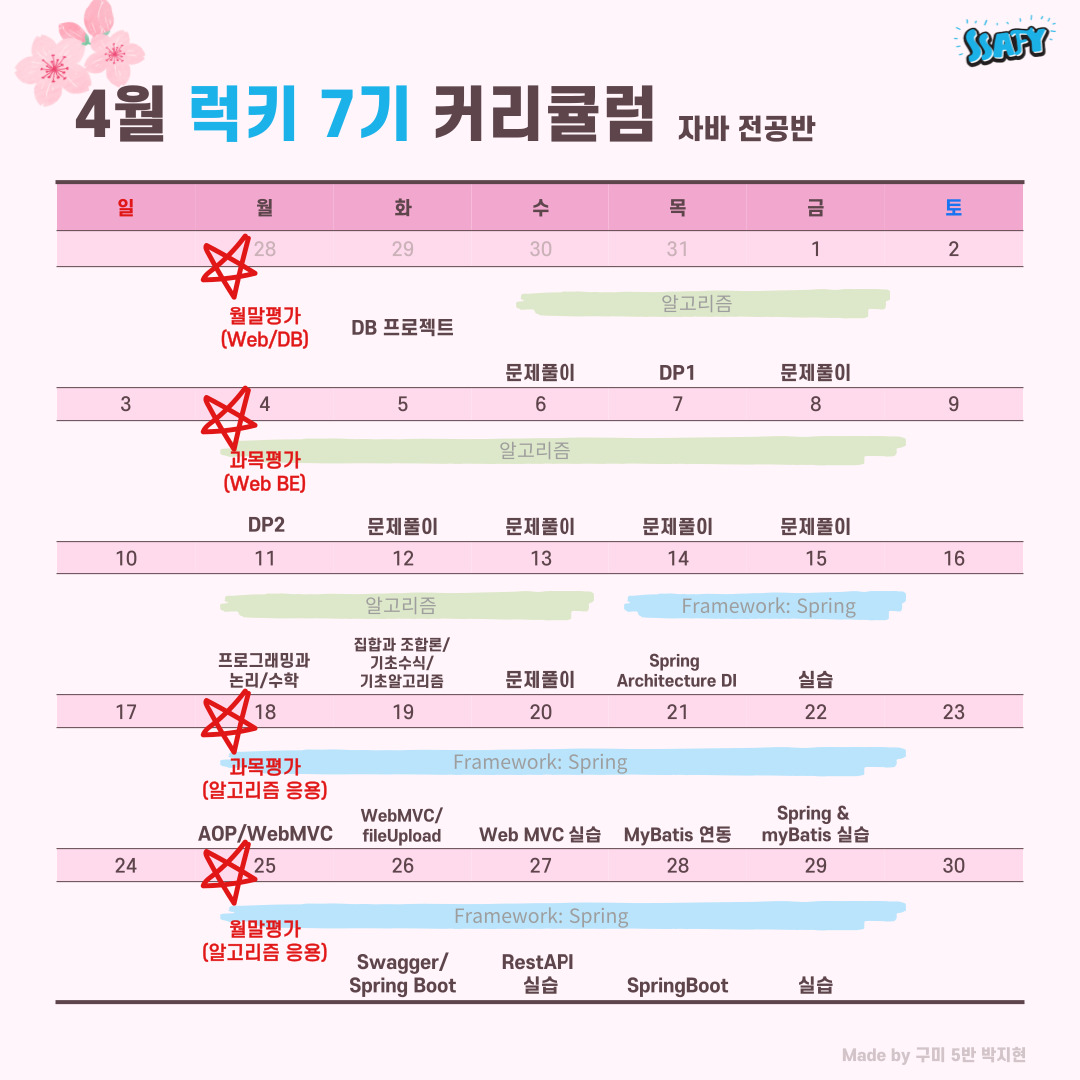 SSAFY
4월 럭키 7기 커리큘럼 자바 전공반
일 월 화 수 목 금 토
28 29 30 31 1 2
알고리즘
월말평가
(Web/DB)
DB 프로젝트
문제풀이 DP1 문제풀이
3 4 5 6 7 8 9
알고리즘
과목평가
(Web BE)
DP2 문제풀이 문제풀이 문제풀이 문제풀이
10 11 12 13 14 15 16
알고리즘 Framework: Spring
프로그래밍과
논리/수학
집합과 조합론/
기초수식/
기초알고리즘
문제풀이
Spring
Architecture DI
실습
17 18 19 20 21 22 23
Framework: Spring
과목평가
(알고리즘 응용)
AOP/WebMVC
WebMVC/
fileUpload
Web MVC 실습
MyBatis 연동
Spring &
myBatis 실습
24 25 26 27 28 29 30
Framework: Spring
월말평가
(알고리즘 응용)
Swagger/
Spring Boot
RestAPI
실습
SpringBoot
실습
Made by 구미 5반 박지현